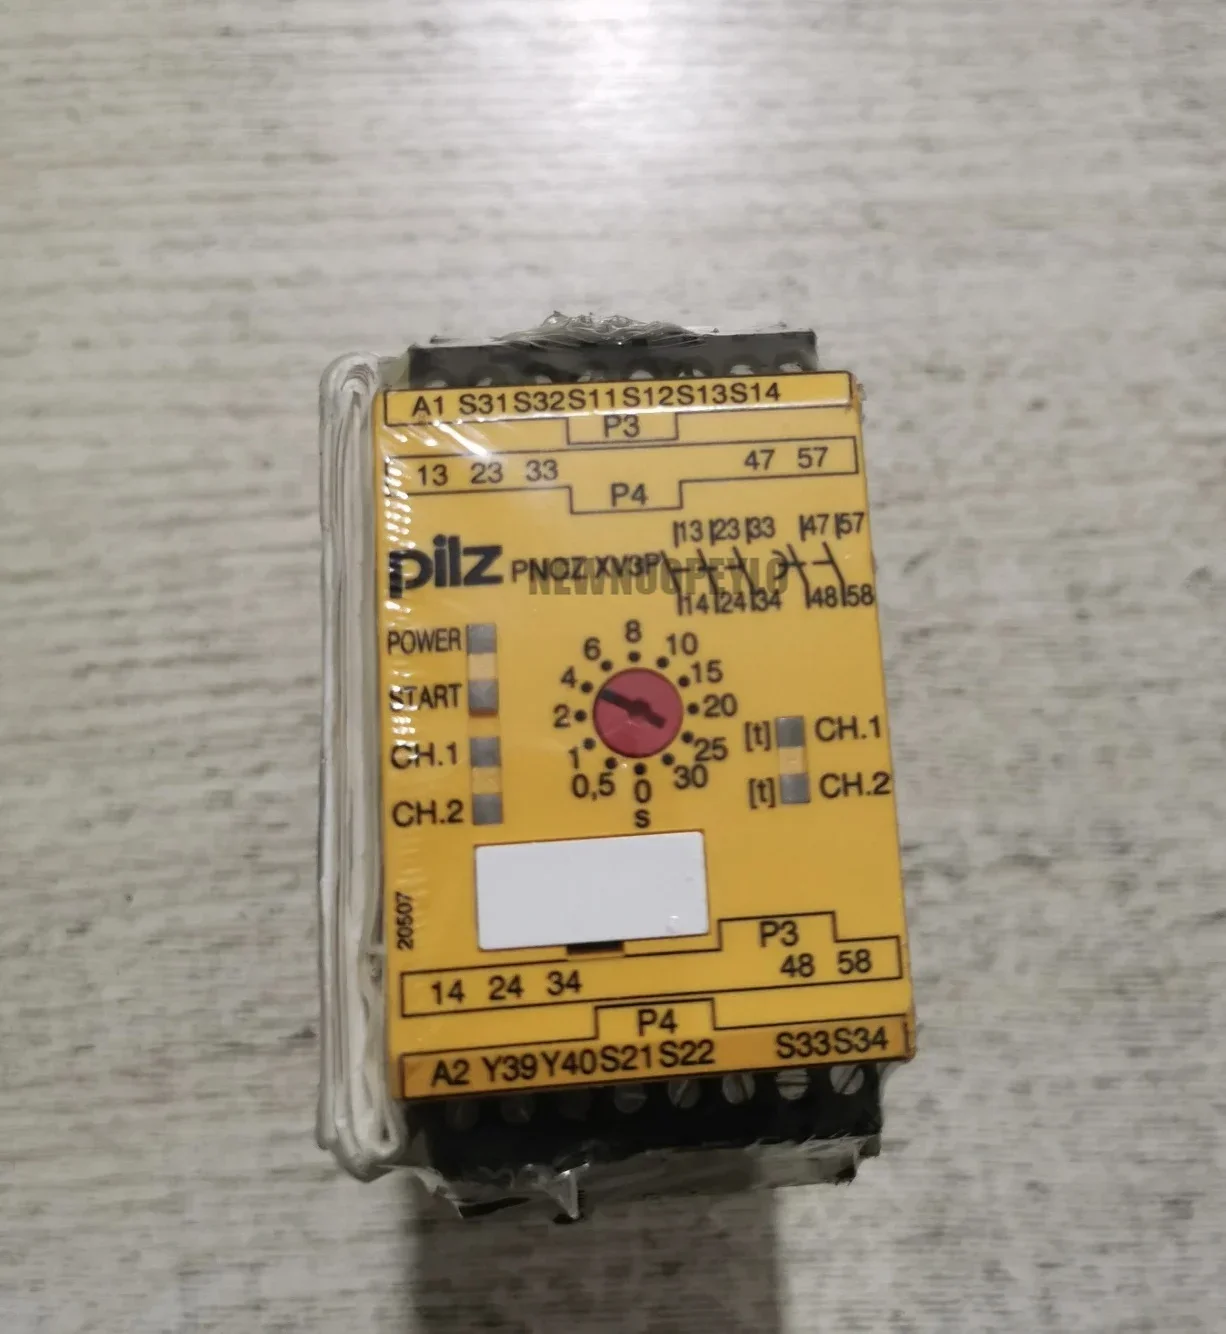 A1 S31 S32 S11 S12 S13 S14
P3
13 23 33 47 57
P4
13 23 33 47 57
pilz PNOZ XV3P
NEWNUOPEYLO
14 24 34 48 58
POWER
START
CH.1
CH.2
8
6 10
4 15
2 20
1 25
0,5 0 30
s
[t] CH.1
[t] CH.2
20507
P3
14 24 34 48 58
P4
A2 Y39 Y40 S21 S22 S33 S34